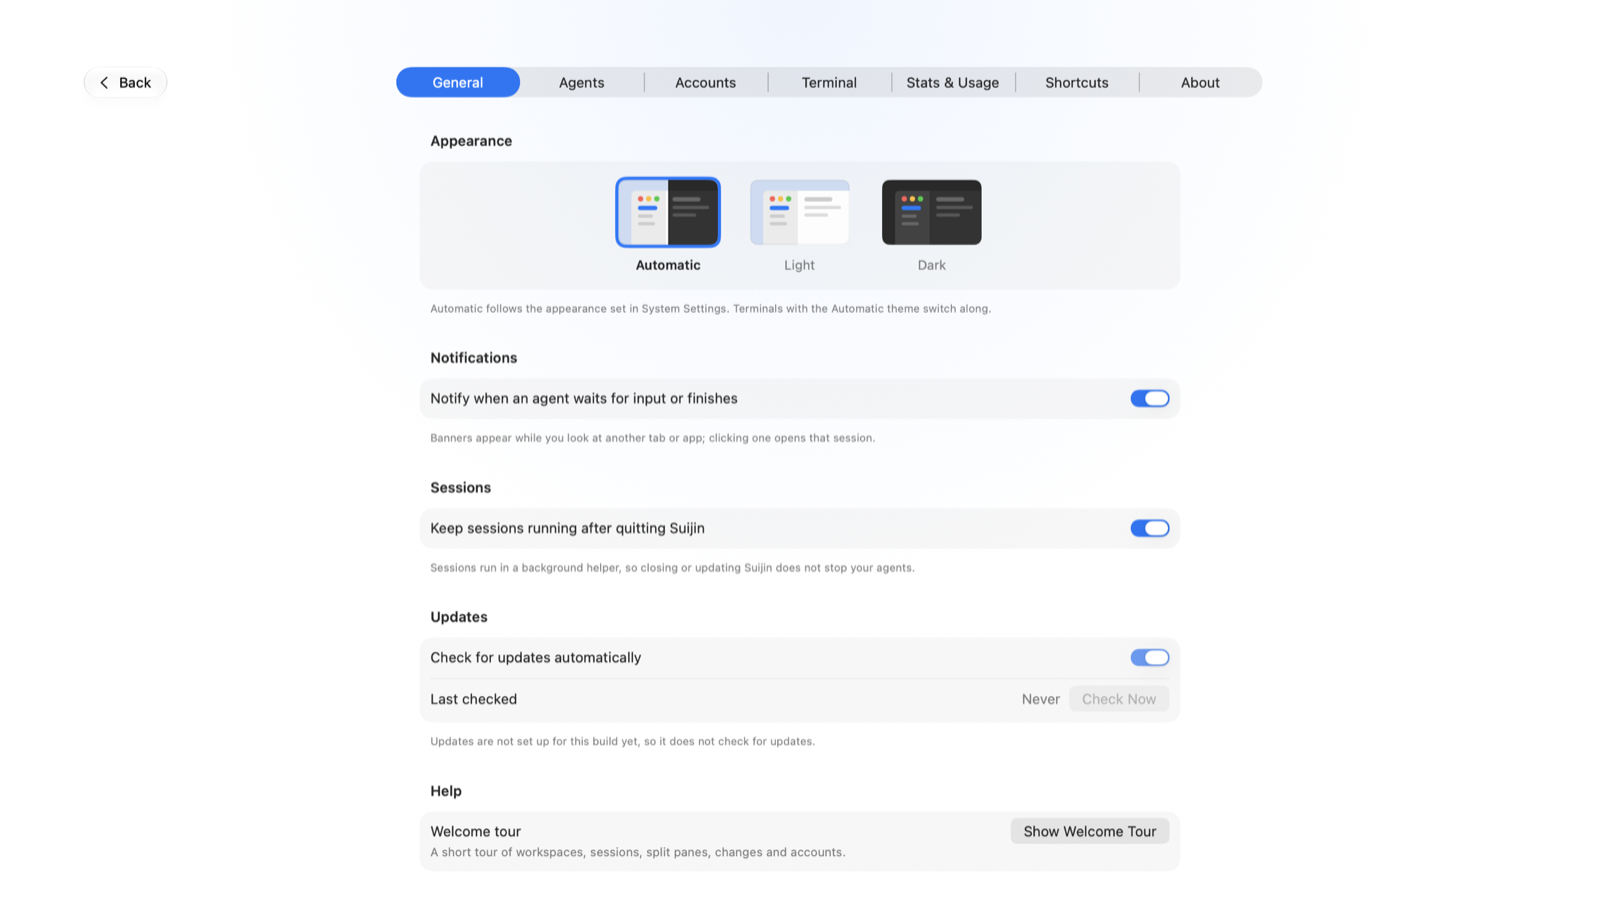 Back
General
Agents
Accounts
Terminal
Stats & Usage
Shortcuts
About
Appearance
Automatic
Light
Dark
Automatic follows the appearance set in System Settings. Terminals with the Automatic theme switch along.
Notifications
Notify when an agent waits for input or finishes
Banners appear while you look at another tab or app; clicking one opens that session.
Sessions
Keep sessions running after quitting Suijin
Sessions run in a background helper, so closing or updating Suijin does not stop your agents.
Updates
Check for updates automatically
Last checked
Never
Check Now
Updates are not set up for this build yet, so it does not check for updates.
Help
Welcome tour
Show Welcome Tour
A short tour of workspaces, sessions, split panes, changes and accounts.